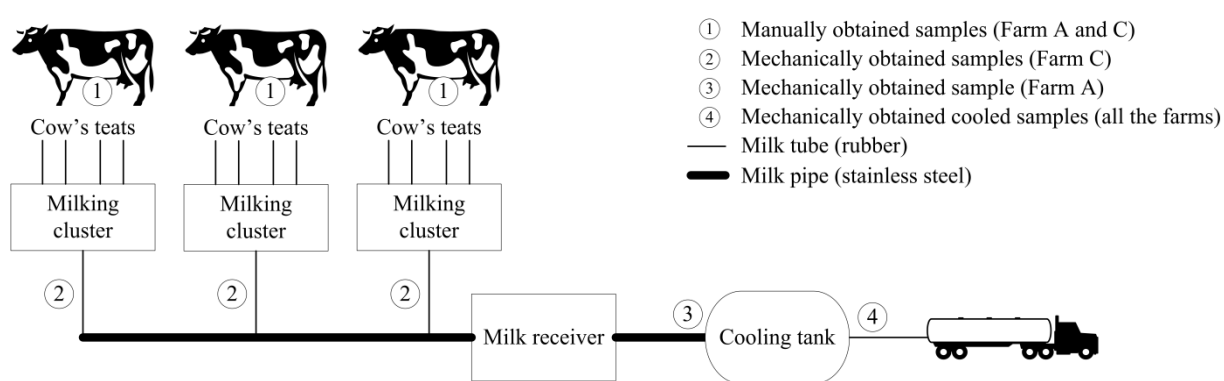 ① Manually obtained samples (Farm A and C)
② Mechanically obtained samples (Farm C)
③ Mechanically obtained sample (Farm A)
④ Mechanically obtained cooled samples (all the farms)
Milk tube (rubber)
Milk pipe (stainless steel)
① ① ①
Cow's teats Cow's teats Cow's teats
Milking cluster
Milking cluster
Milking cluster
② ② ②
Milk receiver
③
Cooling tank
④